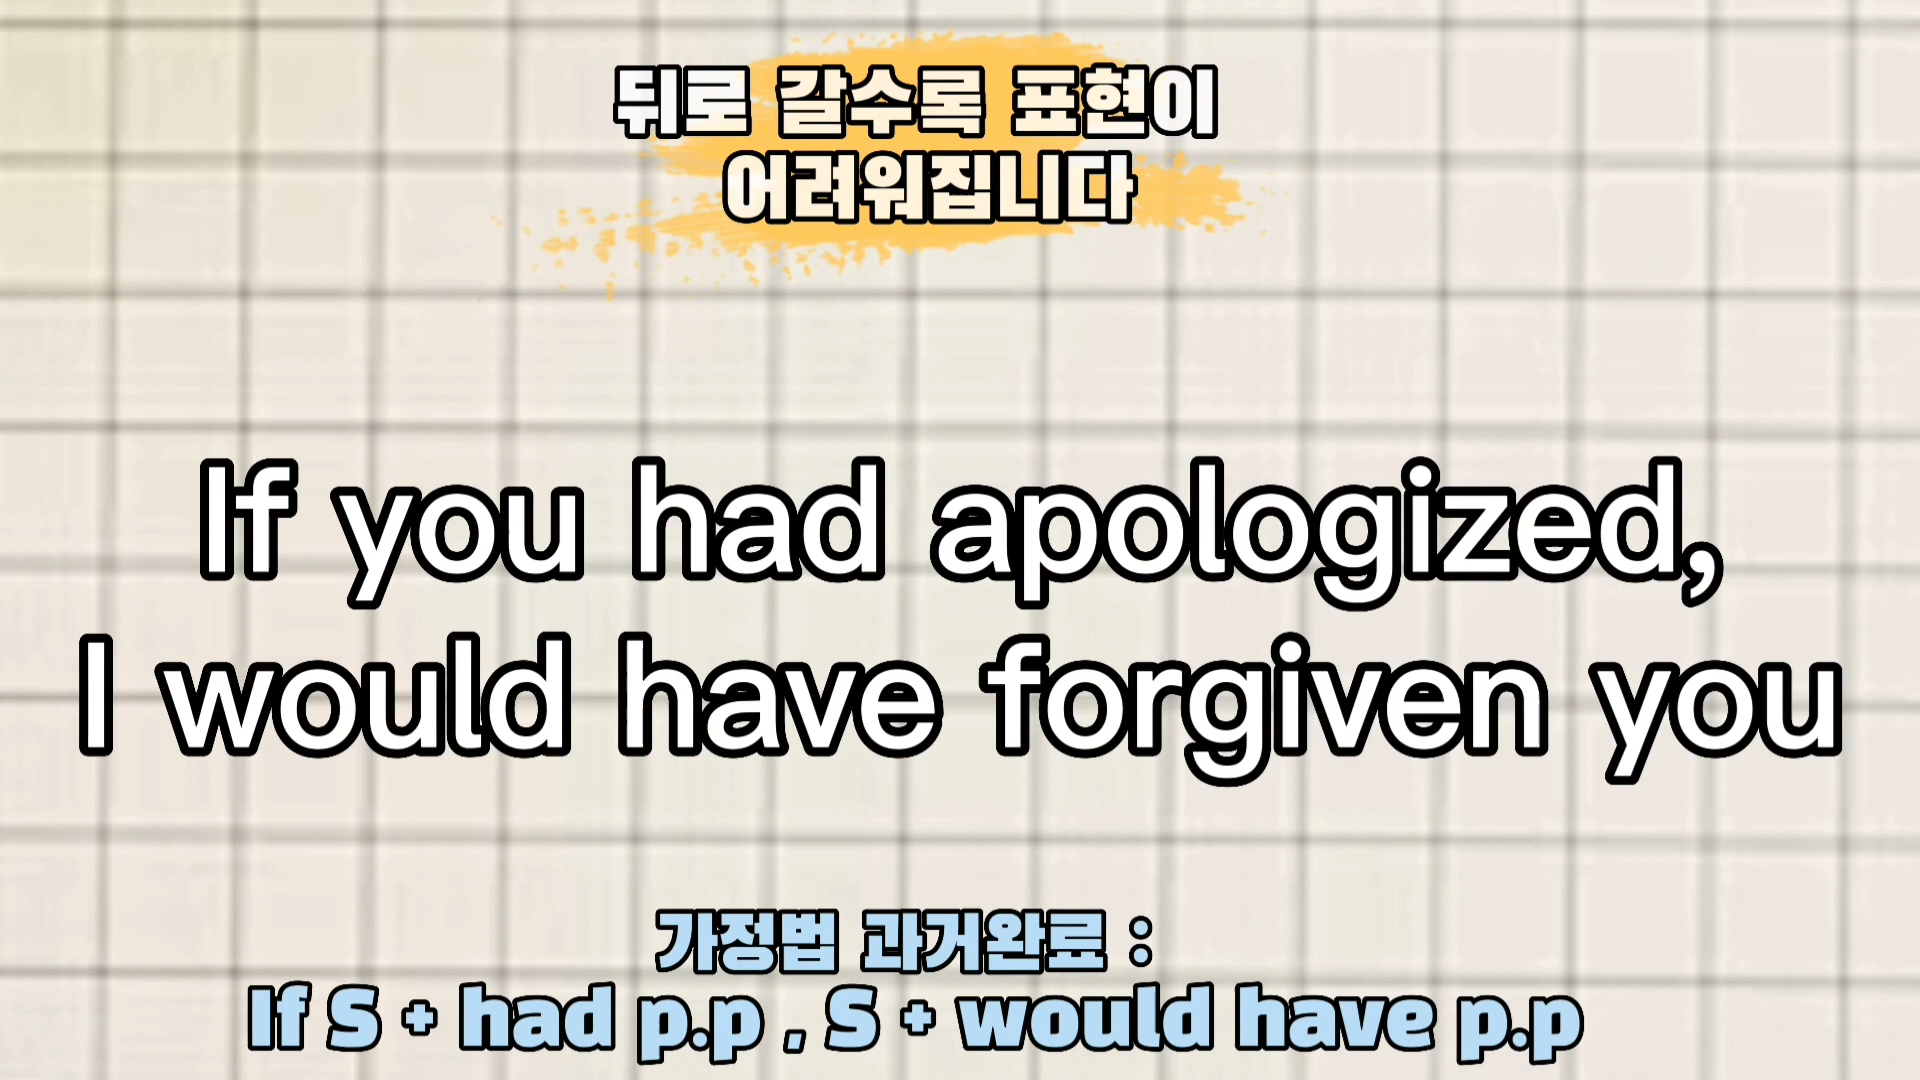 뒤로 갈수록 표현이
어려워집니다
If you had apologized,
I would have forgiven you
가정법 과거완료 :
If S + had p.p , S + would have p.p